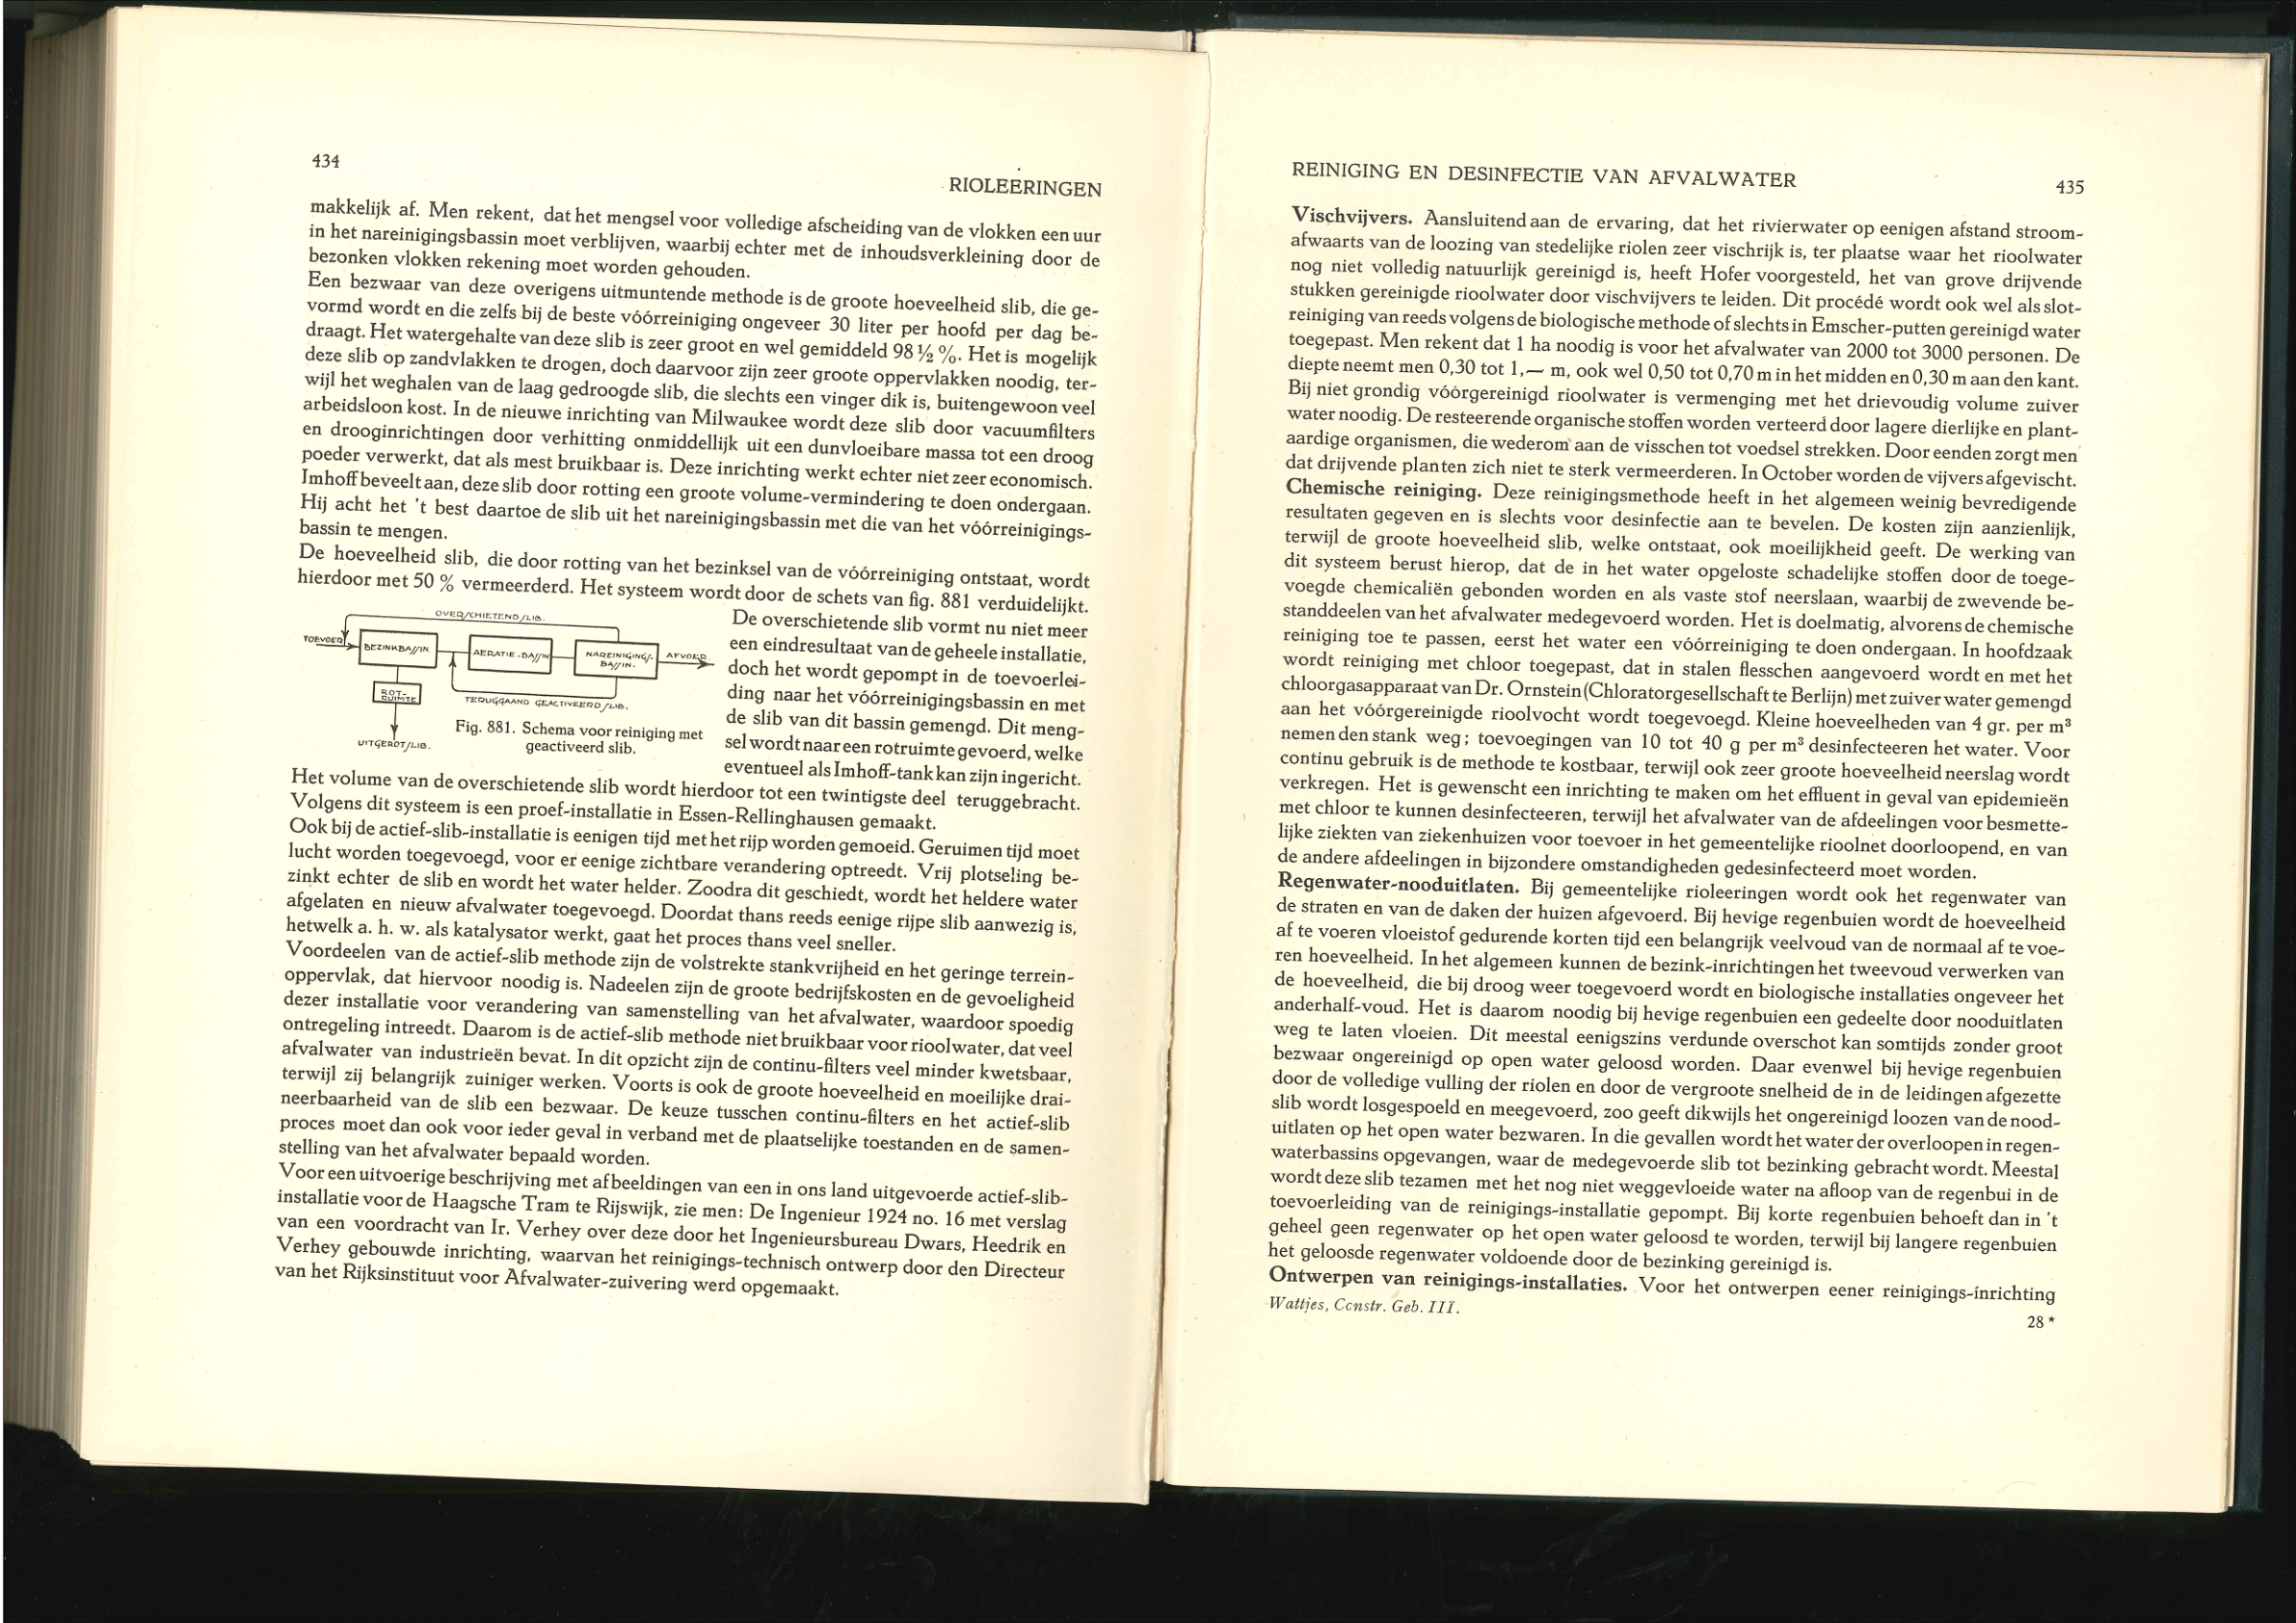 434
RIOLEERINGEN
makkelijk af. Men rekent, dat het mengsel voor volledige afscheiding van de vlokken een uur
in het nareinigingsbassin moet verblijven, waarbij echter met de inhoudsverkleining door de
bezonken vlokken rekening moet worden gehouden.
Een bezwaar van deze overigens uitmuntende methode is de groote hoeveelheid slib, die ge-
vormd wordt en die zelfs bij de beste vóórreiniging ongeveer 30 liter per hoofd per dag be-
draagt. Het watergehalte van deze slib is zeer groot en wel gemiddeld 98 ½ %. Het is mogelijk
deze slib op zandvlakken te drogen, doch daarvoor zijn zeer groote oppervlakken noodig, ter-
wijl het weghalen van de laag gedroogde slib, die slechts een vinger dik is, buitengewoon veel
arbeidsloon kost. In de nieuwe inrichting van Milwaukee wordt deze slib door vacuumfilters
en drooginrichtingen door verhitting onmiddellijk uit een dunvloeibare massa tot een droog
poeder verwerkt, dat als mest bruikbaar is. Deze inrichting werkt echter niet zeer economisch.
Imhoff beveelt aan, deze slib door rotting een groote volume-vermindering te doen ondergaan.
Hij acht het 't best daartoe de slib uit het nareinigingsbassin met die van het vóórreinigings-
bassin te mengen.
De hoeveelheid slib, die door rotting van het bezinksel van de vóórreiniging ontstaat, wordt
hierdoor met 50 % vermeerderd. Het systeem wordt door de schets van fig. 881 verduidelijkt.
OVERSCHIETEND SLIB.
TOEVOER
BEZINKBASSIN.
AERATIE-BASSIN
NAREINIGINGS-
BASSIN.
AFVOER
ROT-
RUIMTE
TERUGGAAND GEACTIVEERD SLIB.
UITGEROT SLIB.
Fig. 881. Schema voor reiniging met
geactiveerd slib.
De overschietende slib vormt nu niet meer
een eindresultaat van de geheele installatie,
doch het wordt gepompt in de toevoerlei-
ding naar het vóórreinigingsbassin en met
de slib van dit bassin gemengd. Dit meng-
sel wordt naar een rotruimte gevoerd, welke
eventueel als Imhoff-tank kan zijn ingericht.
Het volume van de overschietende slib wordt hierdoor tot een twintigste deel teruggebracht.
Volgens dit systeem is een proef-installatie in Essen-Rellinghausen gemaakt.
Ook bij de actief-slib-installatie is eenigen tijd met het rijp worden gemoeid. Geruimen tijd moet
lucht worden toegevoegd, voor er eenige zichtbare verandering optreedt. Vrij plotseling be-
zinkt echter de slib en wordt het water helder. Zoodra dit geschiedt, wordt het heldere water
afgelaten en nieuw afvalwater toegevoegd. Doordat thans reeds eenige rijpe slib aanwezig is,
hetwelk a. h. w. als katalysator werkt, gaat het proces thans veel sneller.
Voordeelen van de actief-slib methode zijn de volstrekte stankvrijheid en het geringe terrein-
oppervlak, dat hiervoor noodig is. Nadeelen zijn de groote bedrijfskosten en de gevoeligheid
dezer installatie voor verandering van samenstelling van het afvalwater, waardoor spoedig
ontregeling intreedt. Daarom is de actief-slib methode niet bruikbaar voor rioolwater, dat veel
afvalwater van industrieën bevat. In dit opzicht zijn de continu-filters veel minder kwetsbaar,
terwijl zij belangrijk zuiniger werken. Voorts is ook de groote hoeveelheid en moeilijke drai-
neerbaarheid van de slib een bezwaar. De keuze tusschen continu-filters en het actief-slib
proces moet dan ook voor ieder geval in verband met de plaatselijke toestanden en de samen-
stelling van het afvalwater bepaald worden.
Voor een uitvoerige beschrijving met afbeeldingen van een in ons land uitgevoerde actief-slib-
installatie voor de Haagsche Tram te Rijswijk, zie men: De Ingenieur 1924 no. 16 met verslag
van een voordracht van Ir. Verhey over deze door het Ingenieursbureau Dwars, Heedrik en
Verhey gebouwde inrichting, waarvan het reinigings-technisch ontwerp door den Directeur
van het Rijksinstituut voor Afvalwater-zuivering werd opgemaakt.
REINIGING EN DESINFECTIE VAN AFVALWATER
435
Vischvijvers. Aansluitend aan de ervaring, dat het rivierwater op eenigen afstand stroom-
afwaarts van de loozing van stedelijke riolen zeer vischrijk is, ter plaatse waar het rioolwater
nog niet volledig natuurlijk gereinigd is, heeft Hofer voorgesteld, het van grove drijvende
stukken gereinigde rioolwater door vischvijvers te leiden. Dit procédé wordt ook wel als slot-
reiniging van reeds volgens de biologische methode of slechts in Emscher-putten gereinigd water
toegepast. Men rekent dat 1 ha noodig is voor het afvalwater van 2000 tot 3000 personen. De
diepte neemt men 0,30 tot 1,— m, ook wel 0,50 tot 0,70 m in het midden en 0,30 m aan den kant.
Bij niet grondig vóórgereinigd rioolwater is vermenging met het drievoudig volume zuiver
water noodig. De resteerende organische stoffen worden verteerd door lagere dierlijke en plant-
aardige organismen, die wederom aan de visschen tot voedsel strekken. Door eenden zorgt men
dat drijvende planten zich niet te sterk vermeerderen. In October worden de vijvers afgevischt.
Chemische reiniging. Deze reinigingsmethode heeft in het algemeen weinig bevredigende
resultaten gegeven en is slechts voor desinfectie aan te bevelen. De kosten zijn aanzienlijk,
terwijl de groote hoeveelheid slib, welke ontstaat, ook moeilijkheid geeft. De werking van
dit systeem berust hierop, dat de in het water opgeloste schadelijke stoffen door de toege-
voegde chemicaliën gebonden worden en als vaste stof neerslaan, waarbij de zwevende be-
standdeelen van het afvalwater medegevoerd worden. Het is doelmatig, alvorens de chemische
reiniging toe te passen, eerst het water een vóórreiniging te doen ondergaan. In hoofdzaak
wordt reiniging met chloor toegepast, dat in stalen flesschen aangevoerd wordt en met het
chloorgasapparaat van Dr. Ornstein (Chloratorgesellschaft te Berlijn) met zuiver water gemengd
aan het vóórgereinigde rioolvocht wordt toegevoegd. Kleine hoeveelheden van 4 gr. per m³
nemen den stank weg; toevoegingen van 10 tot 40 g per m³ desinfecteeren het water. Voor
continu gebruik is de methode te kostbaar, terwijl ook zeer groote hoeveelheid neerslag wordt
verkregen. Het is gewenscht een inrichting te maken om het effluent in geval van epidemieën
met chloor te kunnen desinfecteeren, terwijl het afvalwater van de afdeelingen voor besmette-
lijke ziekten van ziekenhuizen voor toevoer in het gemeentelijke rioolnet doorloopend, en van
de andere afdeelingen in bijzondere omstandigheden gedesinfecteerd moet worden.
Regenwater-nooduitlaten. Bij gemeentelijke rioleeringen wordt ook het regenwater van
de straten en van de daken der huizen afgevoerd. Bij hevige regenbuien wordt de hoeveelheid
af te voeren vloeistof gedurende korten tijd een belangrijk veelvoud van de normaal af te voe-
ren hoeveelheid. In het algemeen kunnen de bezink-inrichtingen het tweevoud verwerken van
de hoeveelheid, die bij droog weer toegevoerd wordt en biologische installaties ongeveer het
anderhalf-voud. Het is daarom noodig bij hevige regenbuien een gedeelte door nooduitlaten
weg te laten vloeien. Dit meestal eenigszins verdunde overschot kan somtijds zonder groot
bezwaar ongereinigd op open water geloosd worden. Daar evenwel bij hevige regenbuien
door de volledige vulling der riolen en door de vergroote snelheid de in de leidingen afgezette
slib wordt losgespoeld en meegevoerd, zoo geeft dikwijls het ongereinigd loozen van de nood-
uitlaten op het open water bezwaren. In die gevallen wordt het water der overloopen in regen-
waterbassins opgevangen, waar de medegevoerde slib tot bezinking gebracht wordt. Meestal
wordt deze slib tezamen met het nog niet weggevloeide water na afloop van de regenbui in de
toevoerleiding van de reinigings-installatie gepompt. Bij korte regenbuien behoeft dan in 't
geheel geen regenwater op het open water geloosd te worden, terwijl bij langere regenbuien
het geloosde regenwater voldoende door de bezinking gereinigd is.
Ontwerpen van reinigings-installaties. Voor het ontwerpen eener reinigings-inrichting
Wattjes, Constr. Geb. III.
28 *